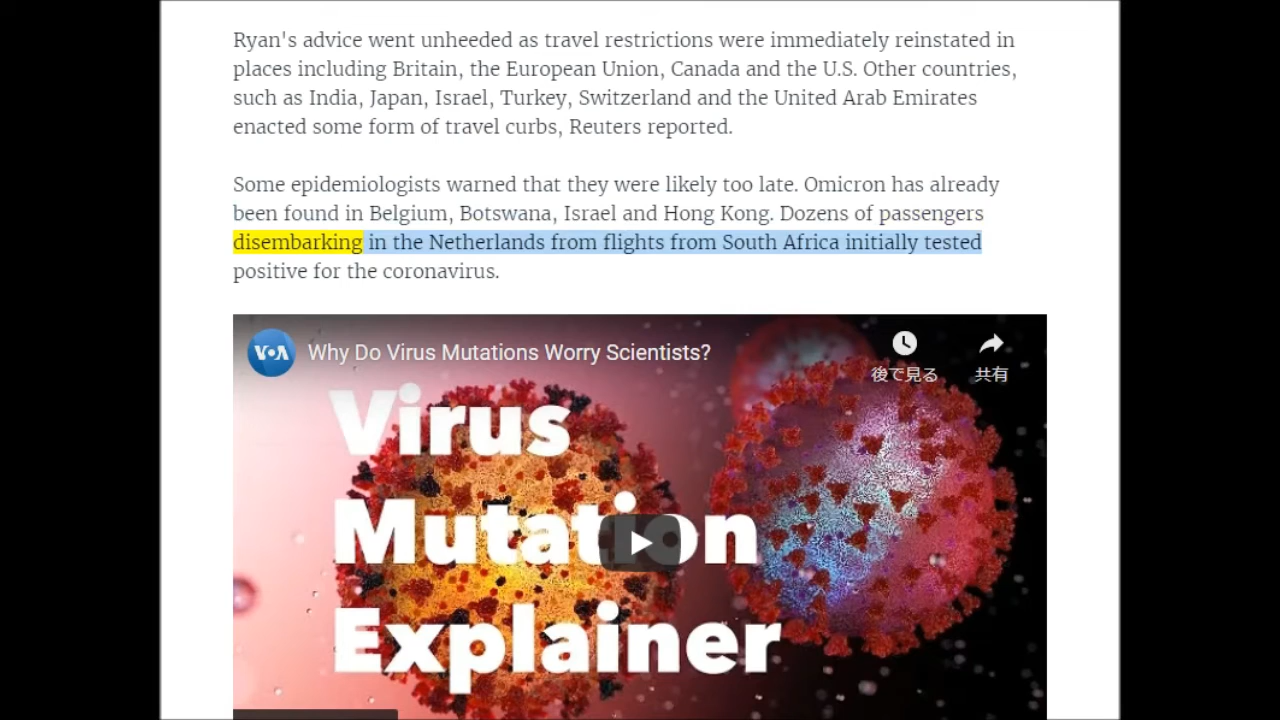 Ryan's advice went unheeded as travel restrictions were immediately reinstated in
places including Britain, the European Union, Canada and the U.S. Other countries,
such as India, Japan, Israel, Turkey, Switzerland and the United Arab Emirates
enacted some form of travel curbs, Reuters reported.
Some epidemiologists warned that they were likely too late. Omicron has already
been found in Belgium, Botswana, Israel and Hong Kong. Dozens of passengers
disembarking in the Netherlands from flights from South Africa initially tested
positive for the coronavirus.
VOA Why Do Virus Mutations Worry Scientists?
後で見る 共有
Virus
Mutation
Explainer